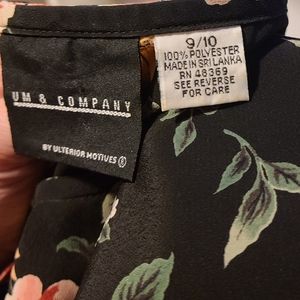 UM & COMPANY
BY ULTERIOR MOTIVES ®
9/10
100% POLYESTER
MADE IN SRI LANKA
RN 48369
SEE REVERSE
FOR CARE